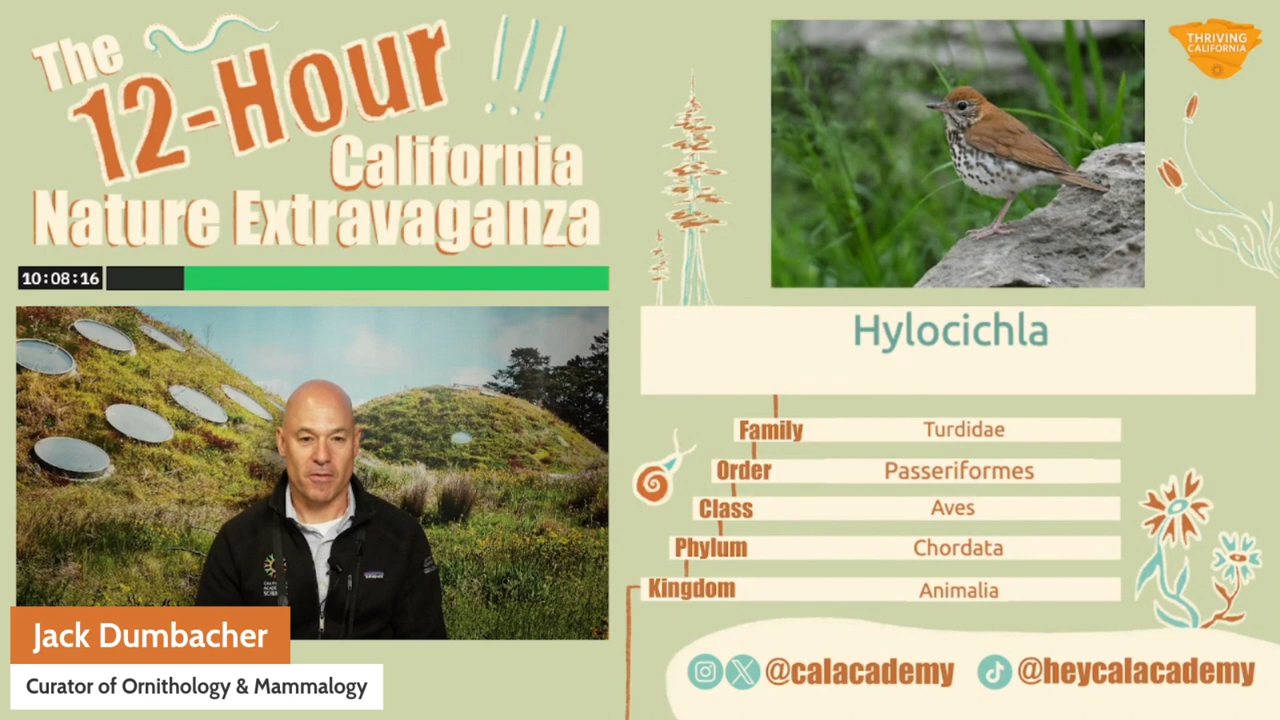 The
12-Hour
!!!
California
Nature Extravaganza
10:08:16
THRIVING
CALIFORNIA
Hylocichla
Family Turdidae
Order Passeriformes
Class Aves
Phylum Chordata
Kingdom Animalia
Jack Dumbacher
Curator of Ornithology & Mammalogy
@calacademy @heycalacademy